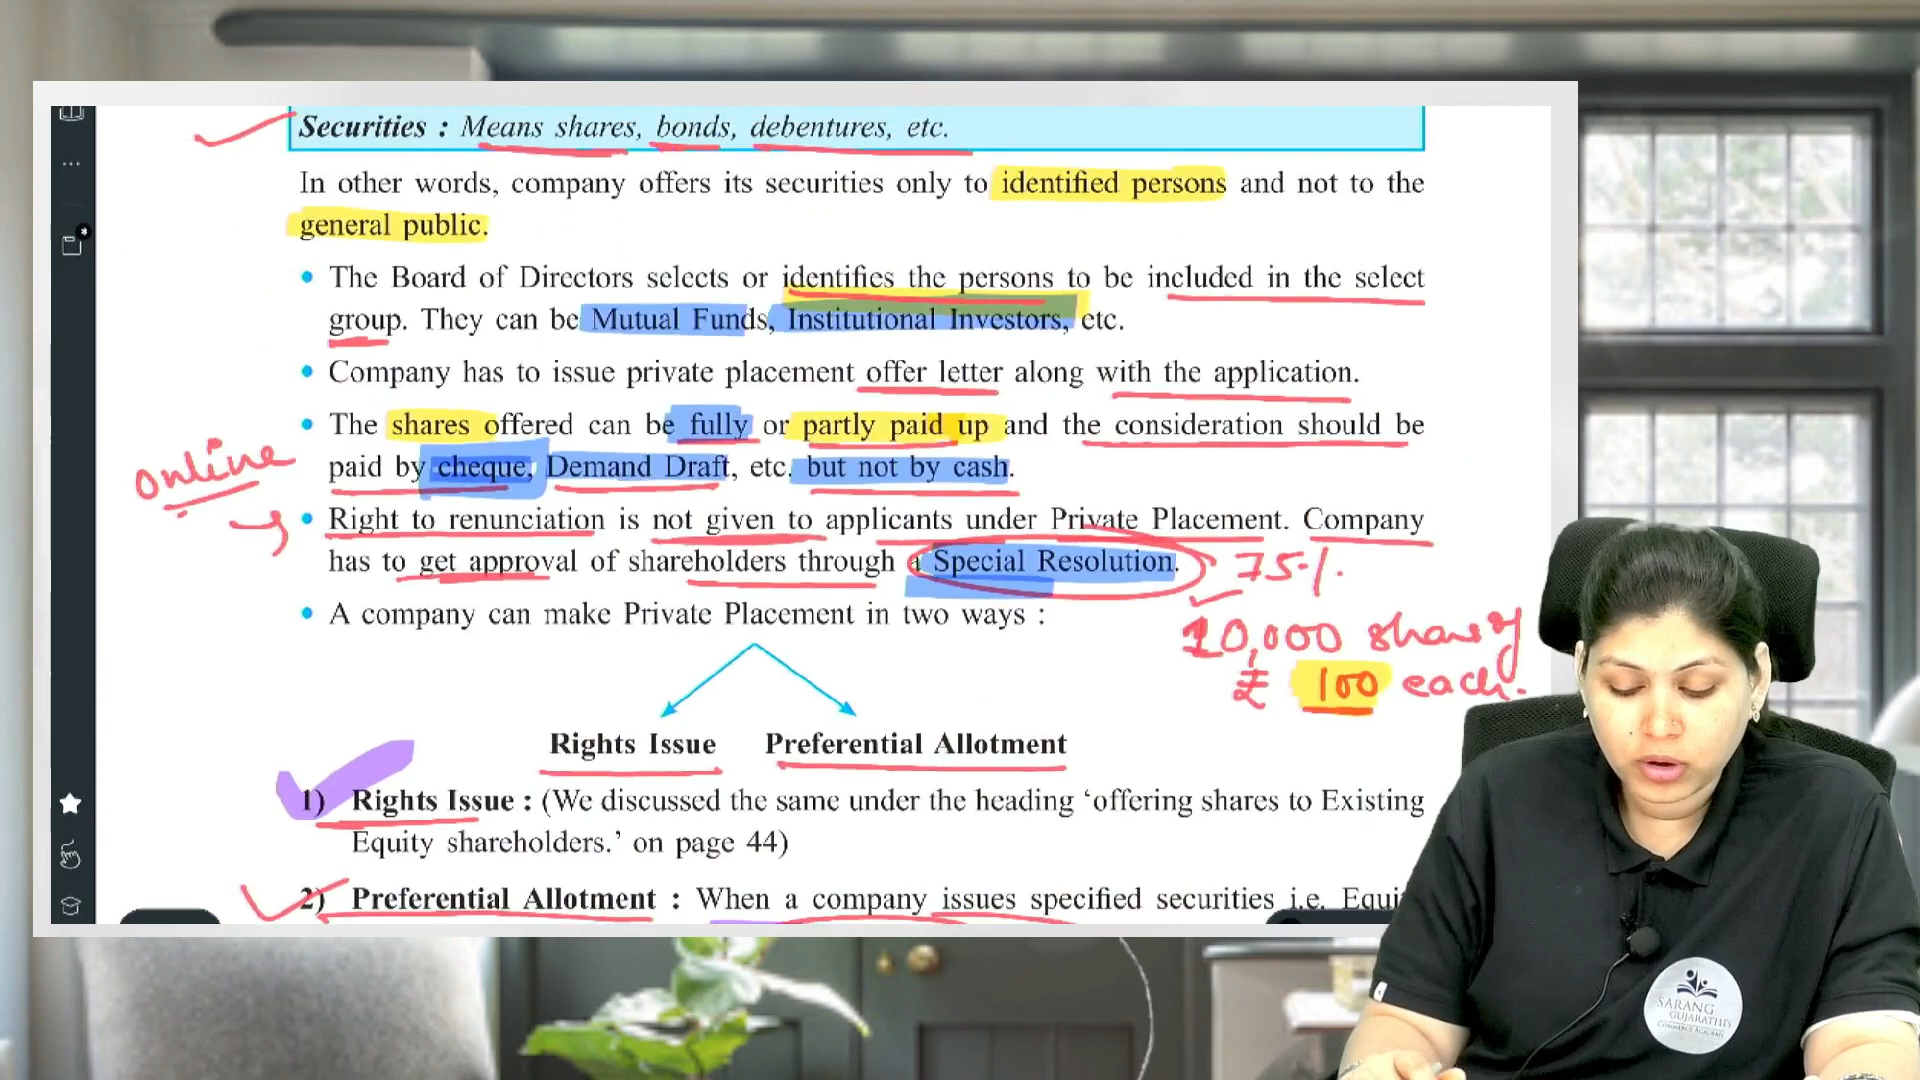 Securities : Means shares, bonds, debentures, etc.
In other words, company offers its securities only to identified persons and not to the
general public.
• The Board of Directors selects or identifies the persons to be included in the select
group. They can be Mutual Funds, Institutional Investors, etc.
• Company has to issue private placement offer letter along with the application.
• The shares offered can be fully or partly paid up and the consideration should be
paid by cheque, Demand Draft, etc. but not by cash.
online
• Right to renunciation is not given to applicants under Private Placement. Company
has to get approval of shareholders through a Special Resolution.
75%
• A company can make Private Placement in two ways :
10,000 share of
₹ 100 each.
Rights Issue Preferential Allotment
1) Rights Issue : (We discussed the same under the heading ‘offering shares to Existing
Equity shareholders.’ on page 44)
2) Preferential Allotment : When a company issues specified securities i.e.
SARANG
GUJARATHI'S
COMMERCE ACADEMY